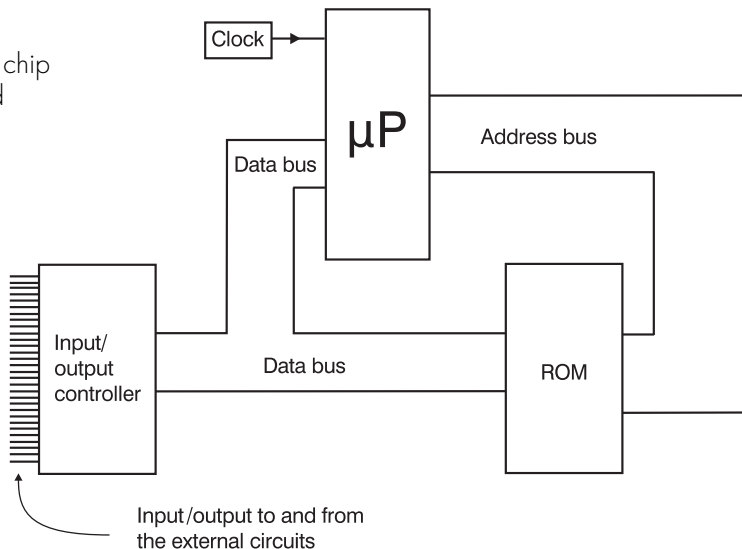 chip
Clock
µP
Address bus
Data bus
Input/
output
controller
Data bus
ROM
Input/output to and from
the external circuits